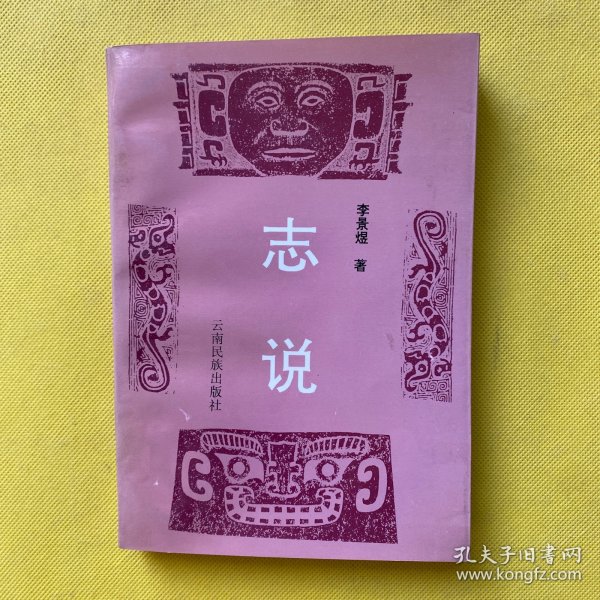 志说
李景煜 著
云南民族出版社
孔夫子旧书网
www.kongfz.com